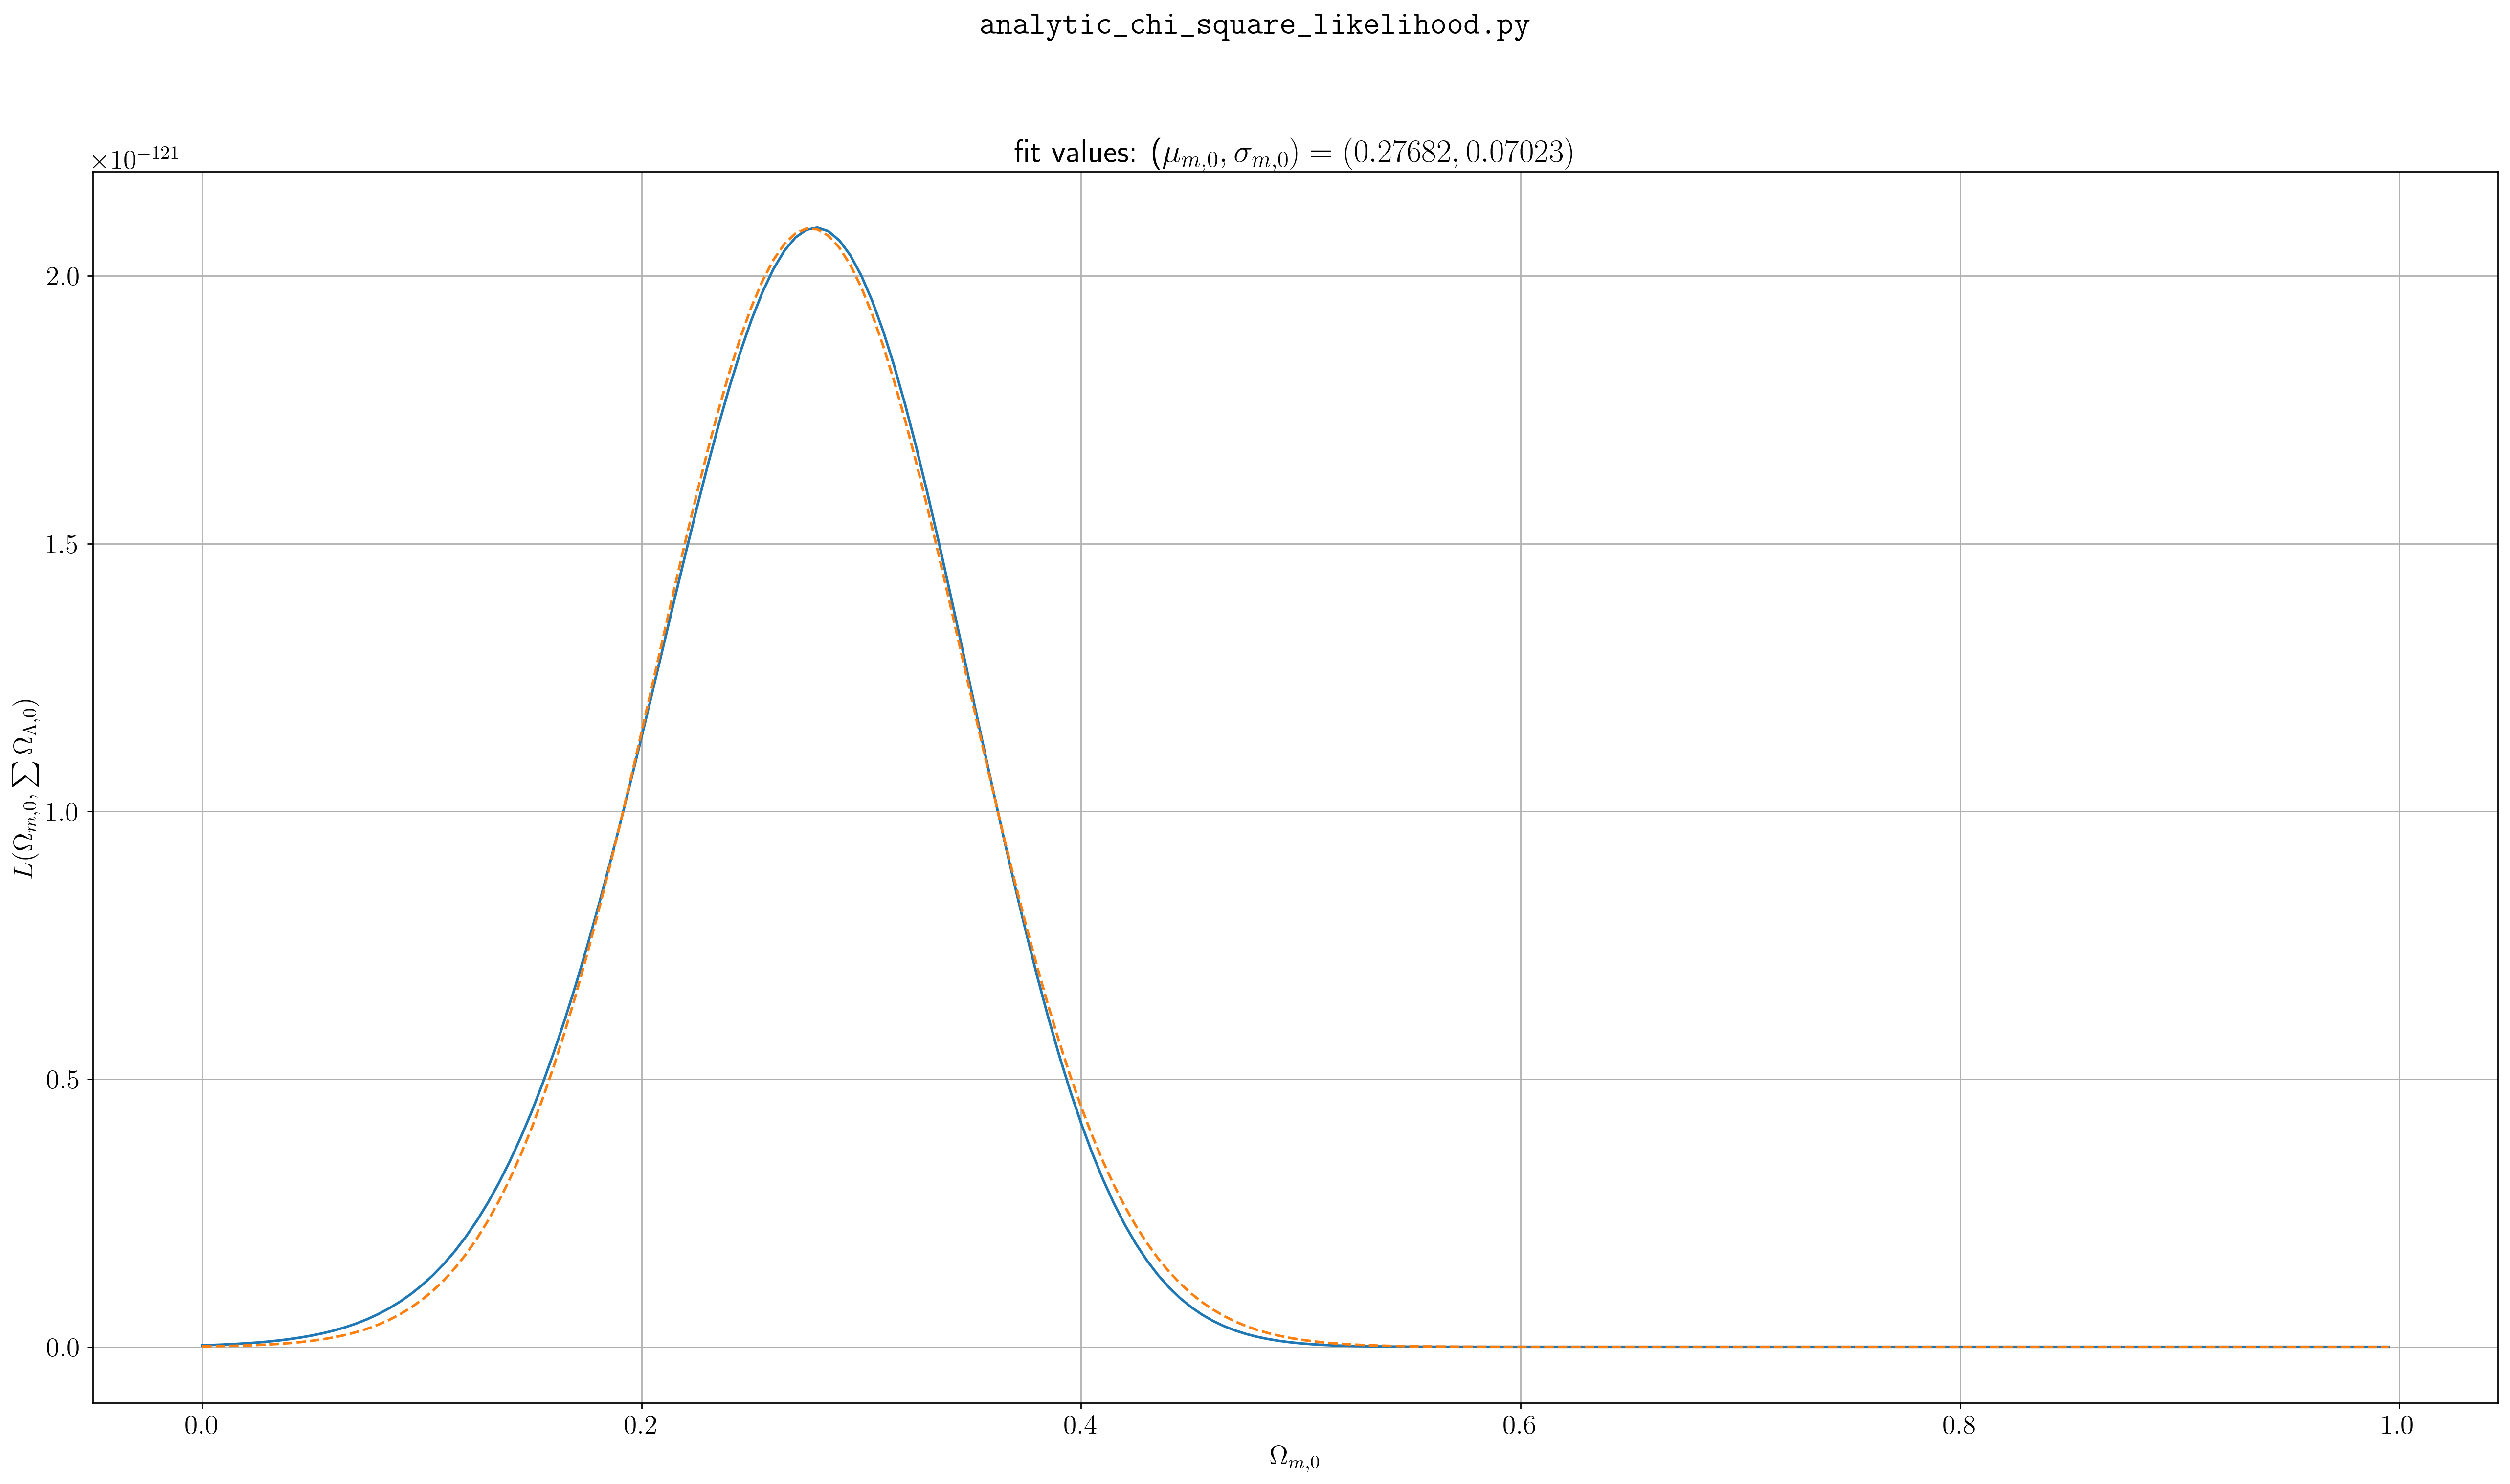 analytic_chi_square_likelihood.py
fit values: (μ_{m,0}, σ_{m,0}) = (0.27682, 0.07023)
×10^{−121}
2.0
1.5
1.0
0.5
0.0
L(Ω_{m,0}, ∑ Ω_{Λ,0})
0.0 0.2 0.4 0.6 0.8 1.0
Ω_{m,0}